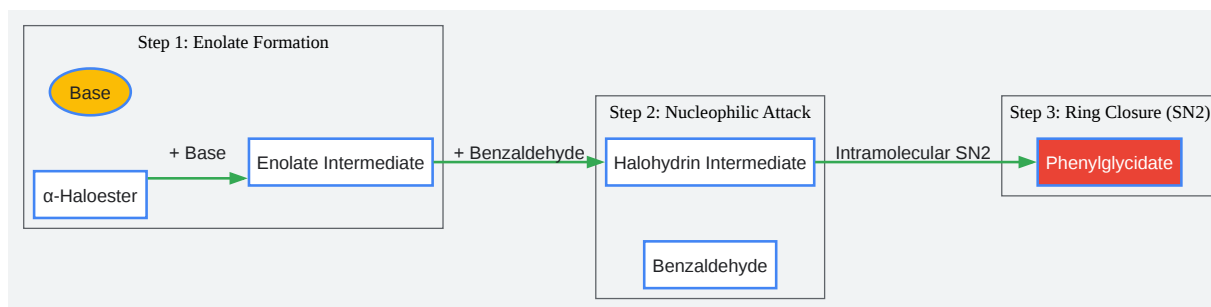 Step 1: Enolate Formation
Base
+ Base
α-Haloester
Enolate Intermediate
+ Benzaldehyde
Step 2: Nucleophilic Attack
Halohydrin Intermediate
Benzaldehyde
Intramolecular SN2
Step 3: Ring Closure (SN2)
Phenylglycidate